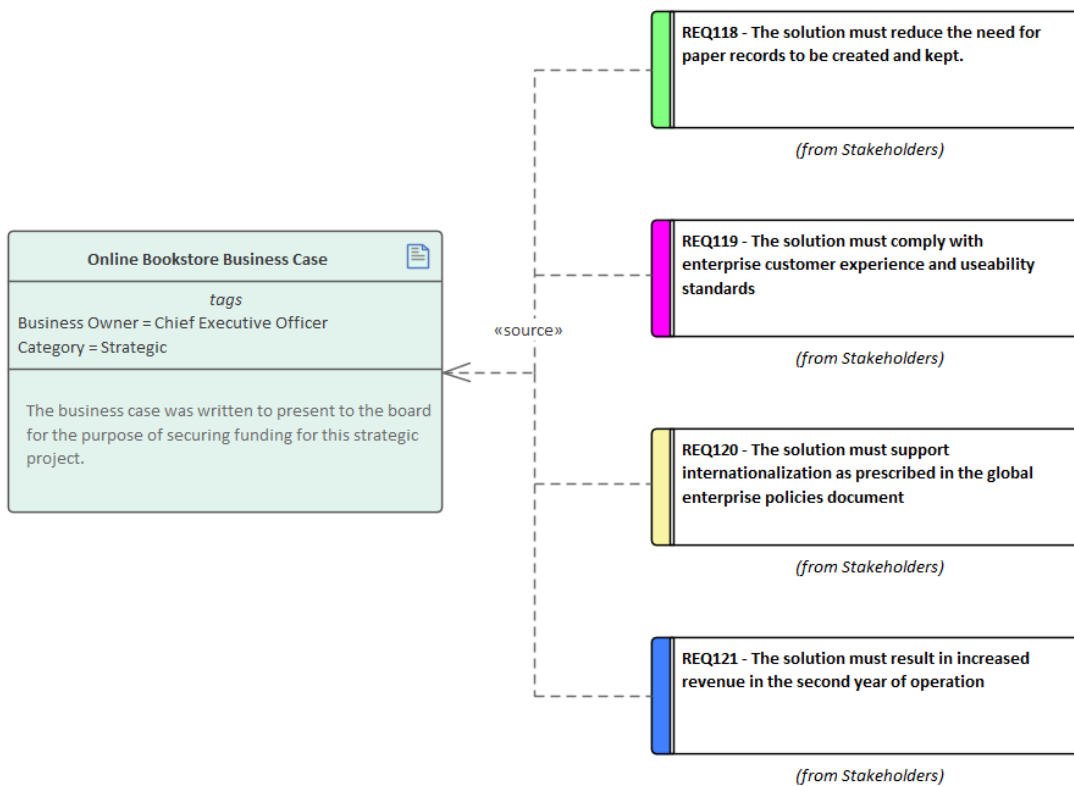 REQ118 - The solution must reduce the need for
paper records to be created and kept.
(from Stakeholders)
REQ119 - The solution must comply with
enterprise customer experience and useability
standards
(from Stakeholders)
Online Bookstore Business Case
tags
Business Owner = Chief Executive Officer
Category = Strategic
The business case was written to present to the board
for the purpose of securing funding for this strategic
project.
«source»
REQ120 - The solution must support
internationalization as prescribed in the global
enterprise policies document
(from Stakeholders)
REQ121 - The solution must result in increased
revenue in the second year of operation
(from Stakeholders)